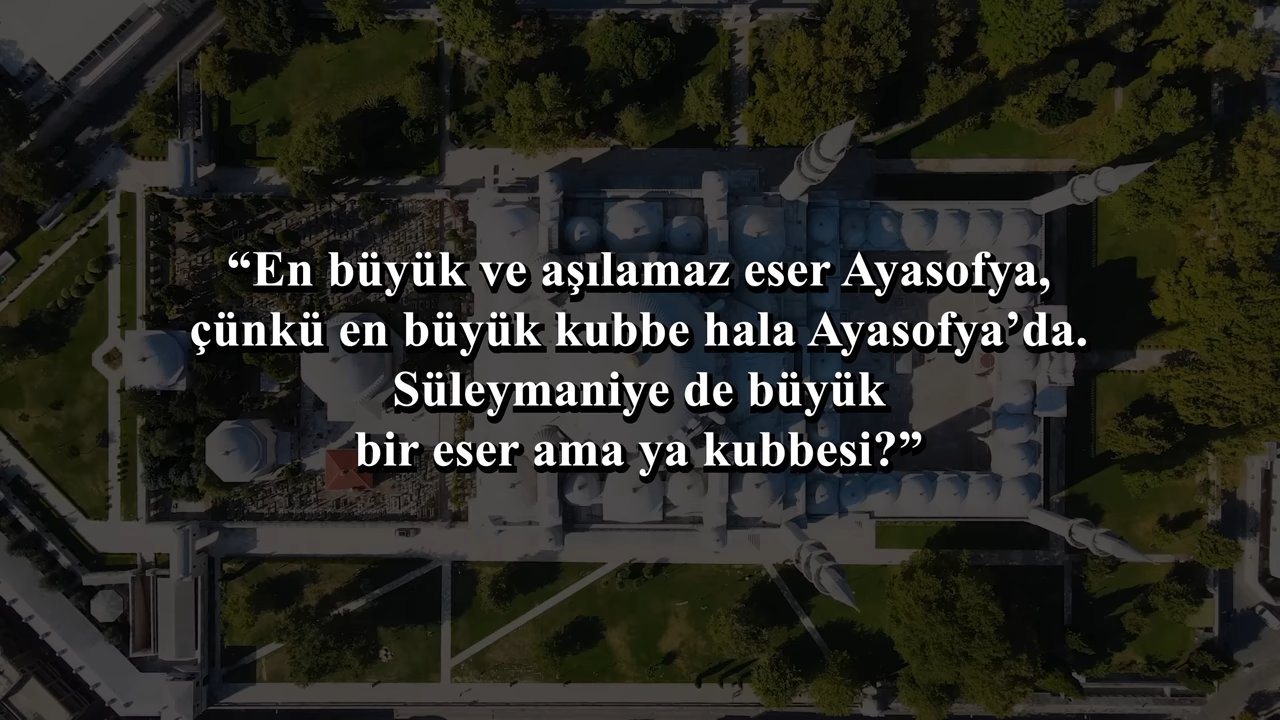 “En büyük ve aşılamaz eser Ayasofya,
çünkü en büyük kubbe hala Ayasofya’da.
Süleymaniye de büyük
bir eser ama ya kubbesi?”